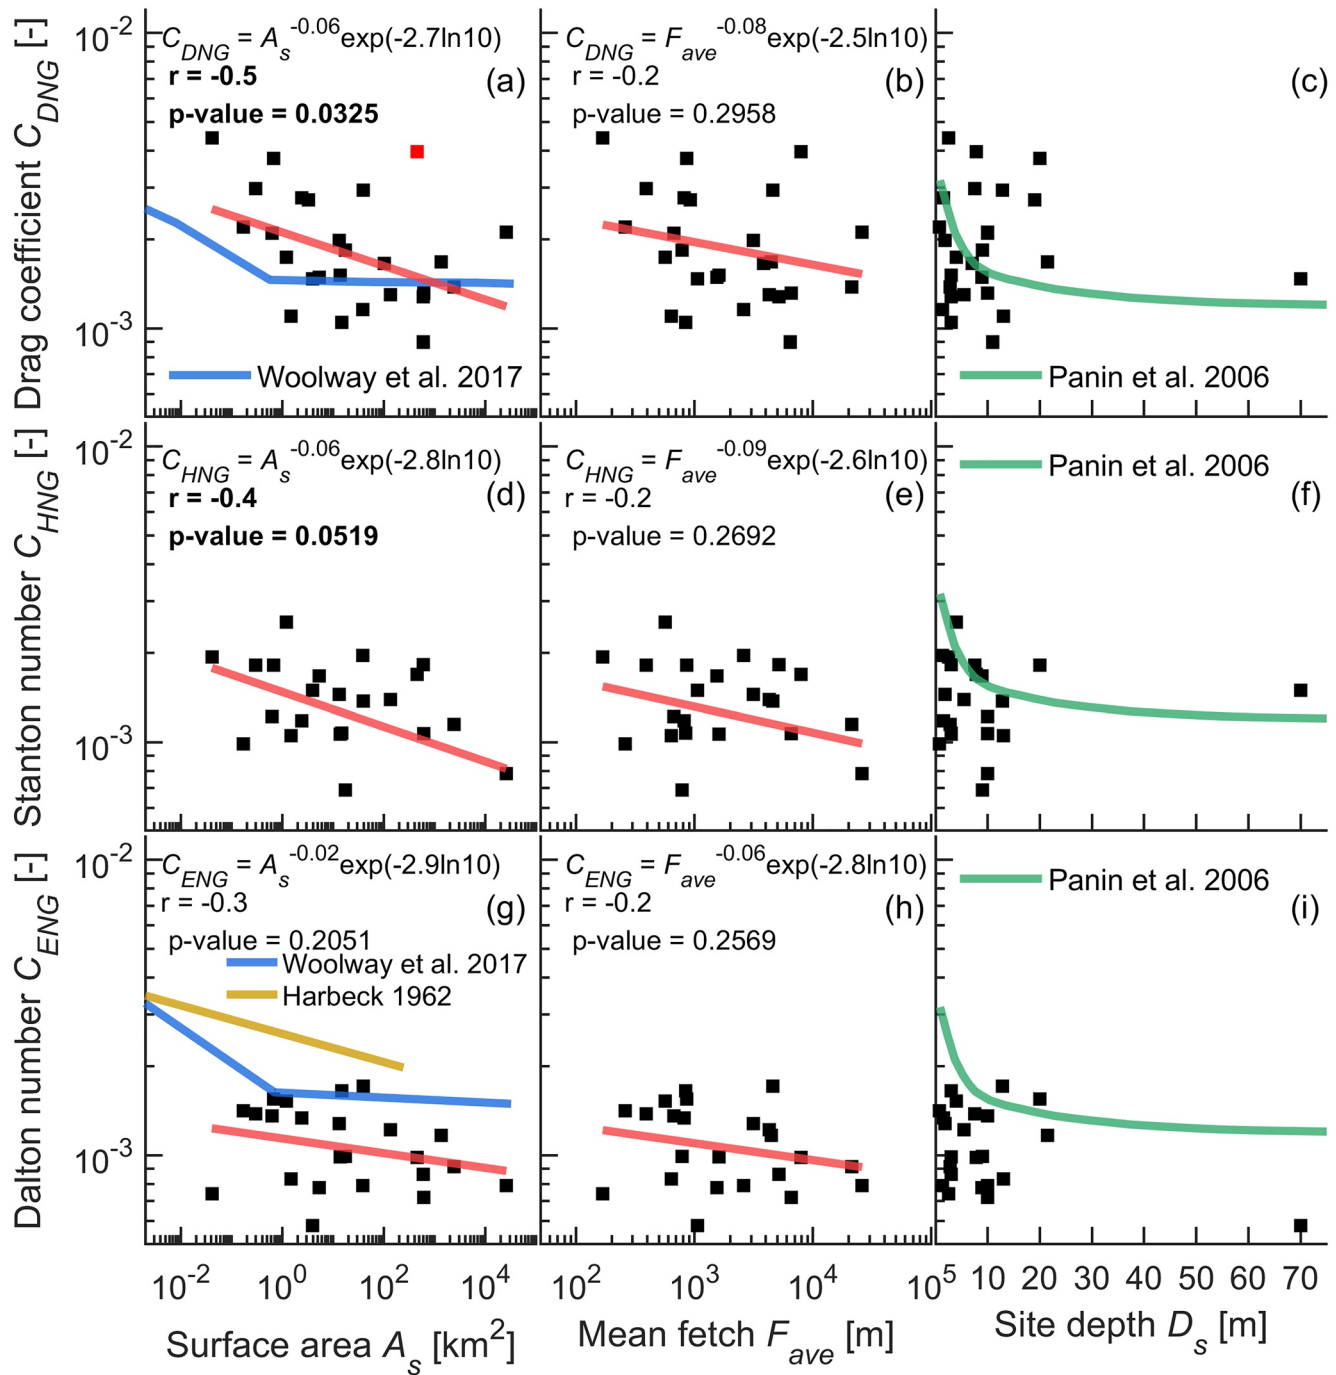 Drag coefficient C_DNG [-]
10^-2
10^-3
C_DNG = A_s^-0.06 exp(-2.7ln10)
r = -0.5
p-value = 0.0325
(a)
Woolway et al. 2017
C_DNG = F_ave^-0.08 exp(-2.5ln10)
r = -0.2
p-value = 0.2958
(b)
(c)
Panin et al. 2006
Stanton number C_HNG [-]
10^-2
10^-3
C_HNG = A_s^-0.06 exp(-2.8ln10)
r = -0.4
p-value = 0.0519
(d)
C_HNG = F_ave^-0.09 exp(-2.6ln10)
r = -0.2
p-value = 0.2692
(e)
Panin et al. 2006
(f)
Dalton number C_ENG [-]
10^-2
10^-3
C_ENG = A_s^-0.02 exp(-2.9ln10)
r = -0.3
p-value = 0.2051
(g)
Woolway et al. 2017
Harbeck 1962
C_ENG = F_ave^-0.06 exp(-2.8ln10)
r = -0.2
p-value = 0.2569
(h)
Panin et al. 2006
(i)
10^-2 10^0 10^2 10^4
10^2 10^3 10^4 10^5
5 10 20 30 40 50 60 70
Surface area A_s [km^2]
Mean fetch F_ave [m]
Site depth D_s [m]